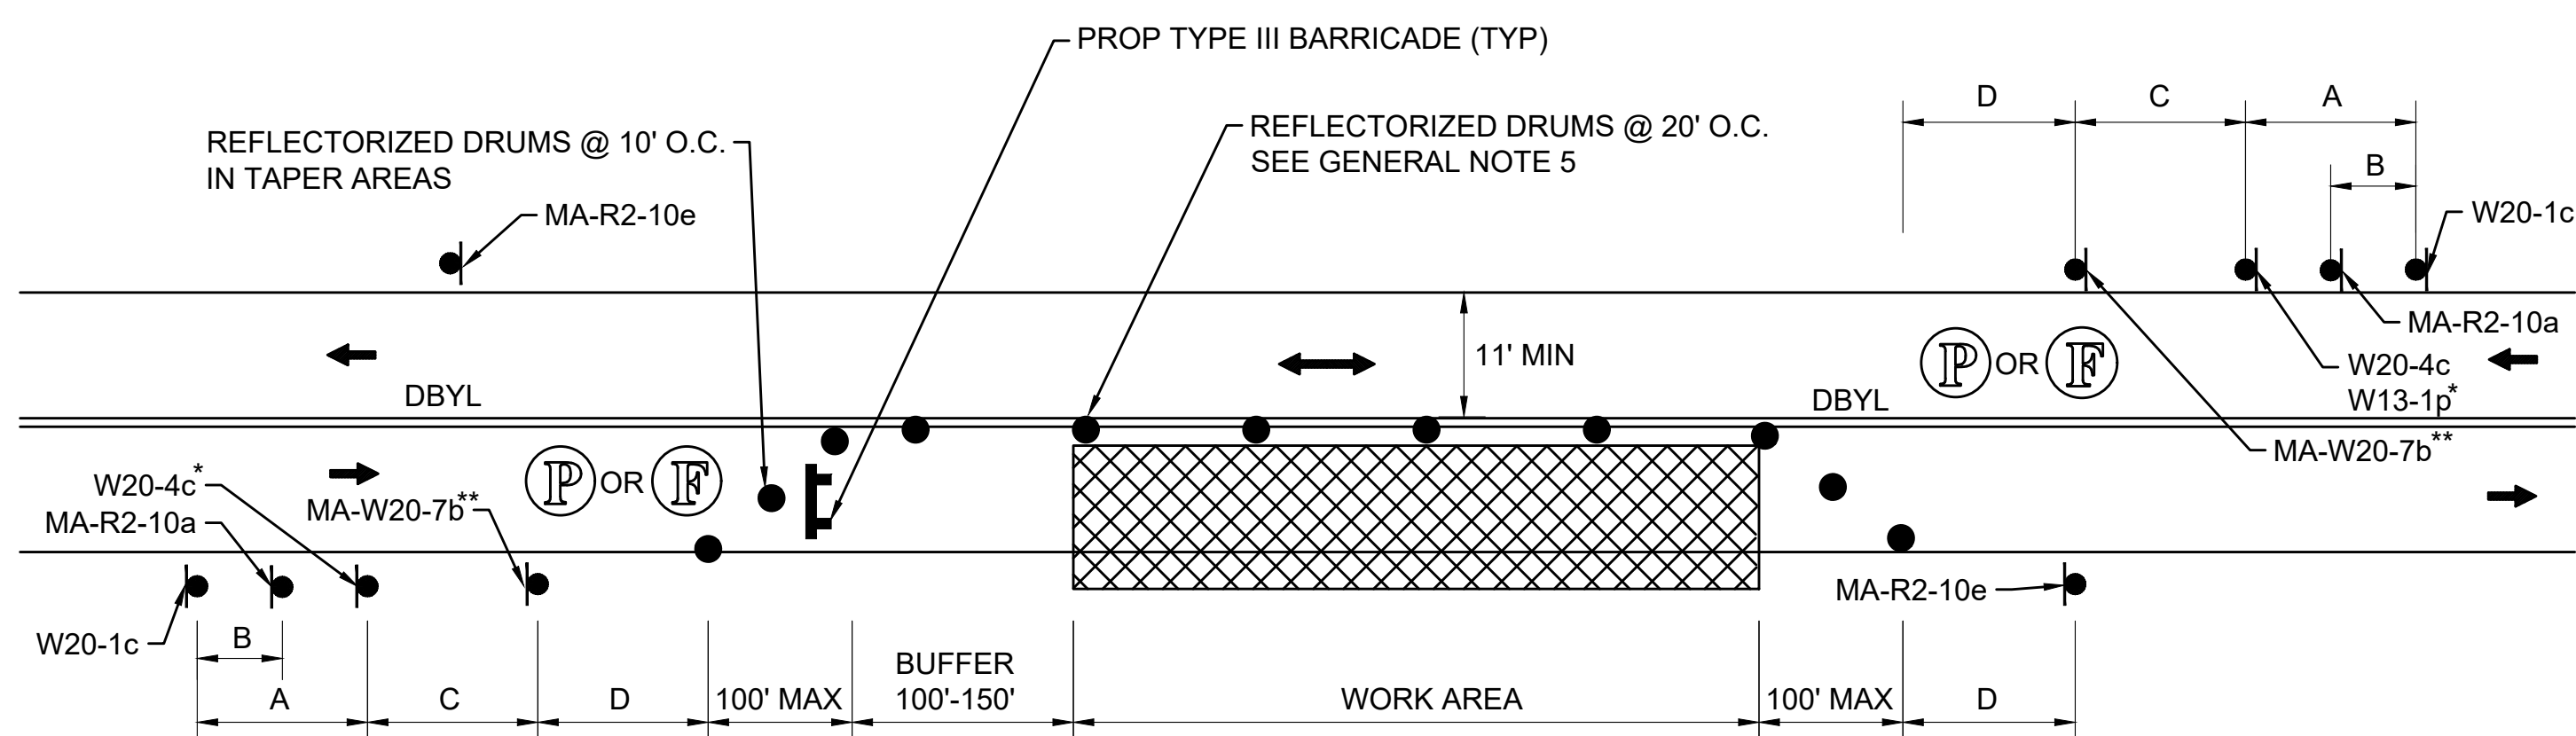 PROP TYPE III BARRICADE (TYP)
D
C
A
REFLECTORIZED DRUMS @ 10' O.C.
IN TAPER AREAS
REFLECTORIZED DRUMS @ 20' O.C.
SEE GENERAL NOTE 5
B
MA-R2-10e
W20-1c
MA-R2-10a
11' MIN
P OR F
W20-4c
W13-1p*
DBYL
DBYL
MA-W20-7b**
W20-4c*
MA-R2-10a
MA-W20-7b**
P OR F
MA-R2-10e
W20-1c
B
BUFFER
100'-150'
A
C
D
100' MAX
WORK AREA
100' MAX
D